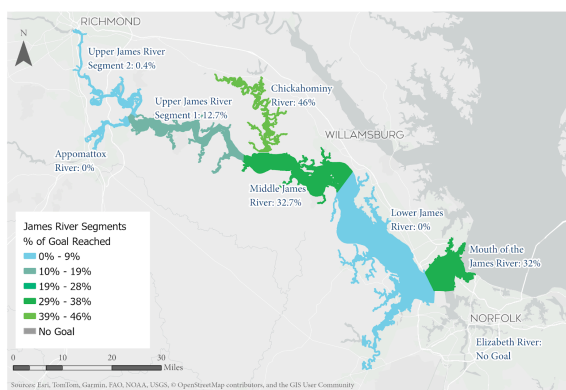 RICHMOND
N
Upper James River
Segment 2: 0.4%
Upper James River
Segment 1: 12.7%
Chickahominy
River: 46%
WILLAMSBURG
Appomattox
River: 0%
Middle James
River: 32.7%
Lower James
River: 0%
Mouth of the
James River: 32%
NORFOLK
Elizabeth River:
No Goal
James River Segments
% of Goal Reached
0% - 9%
10% - 19%
19% - 28%
29% - 38%
39% - 46%
No Goal
0 10 20 30
Miles
Sources: Esri, TomTom, Garmin, FAO, NOAA, USGS, © OpenStreetMap contributors, and the GIS User Community